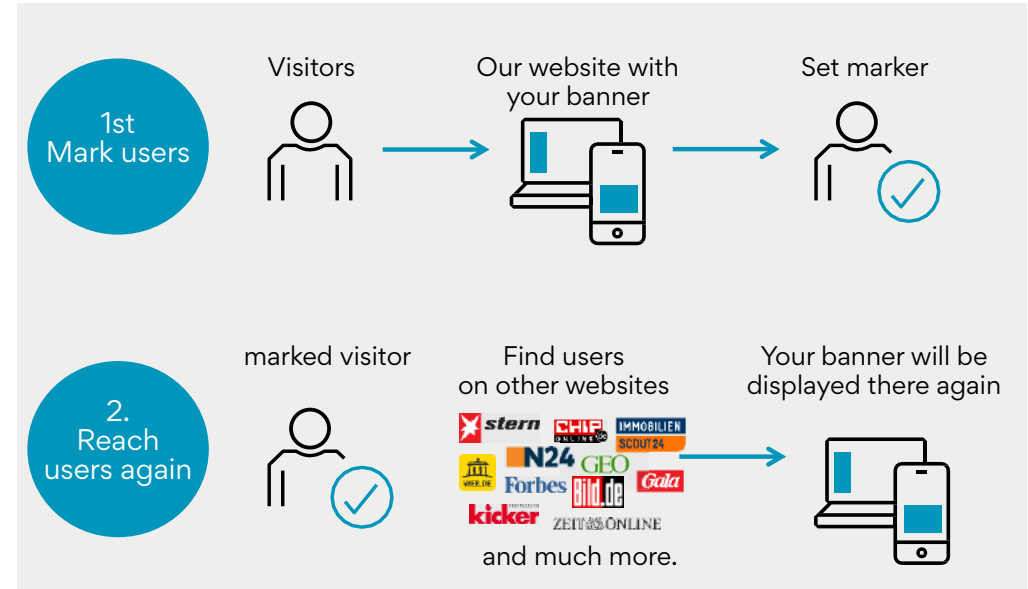 1st
Mark users
Visitors
Our website with
your banner
Set marker
2.
Reach
users again
marked visitor
Find users
on other websites
stern
CHIP
ONLINE
IMMOBILIEN
SCOUT24
WEB.DE
N24
GEO
Forbes
Bild.de
Gala
kicker
ZEIT ONLINE
and much more.
Your banner will be
displayed there again